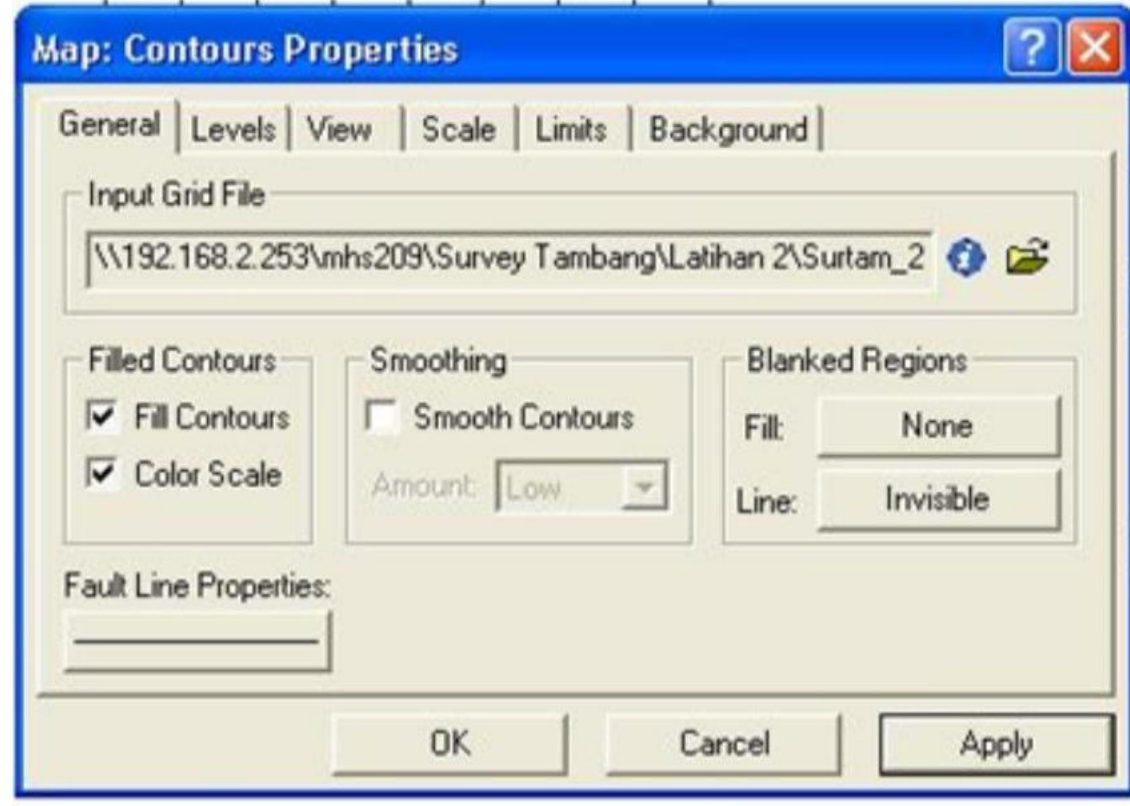 Map: Contours Properties
General Levels View Scale Limits Background
Input Grid File
\\192.168.2.253\mhs209\Survey Tambang\Latihan 2\Surtam_2
Filled Contours
Fill Contours
Color Scale
Smoothing
Smooth Contours
Amount: Low
Blanked Regions
Fill: None
Line: Invisible
Fault Line Properties:
OK Cancel Apply